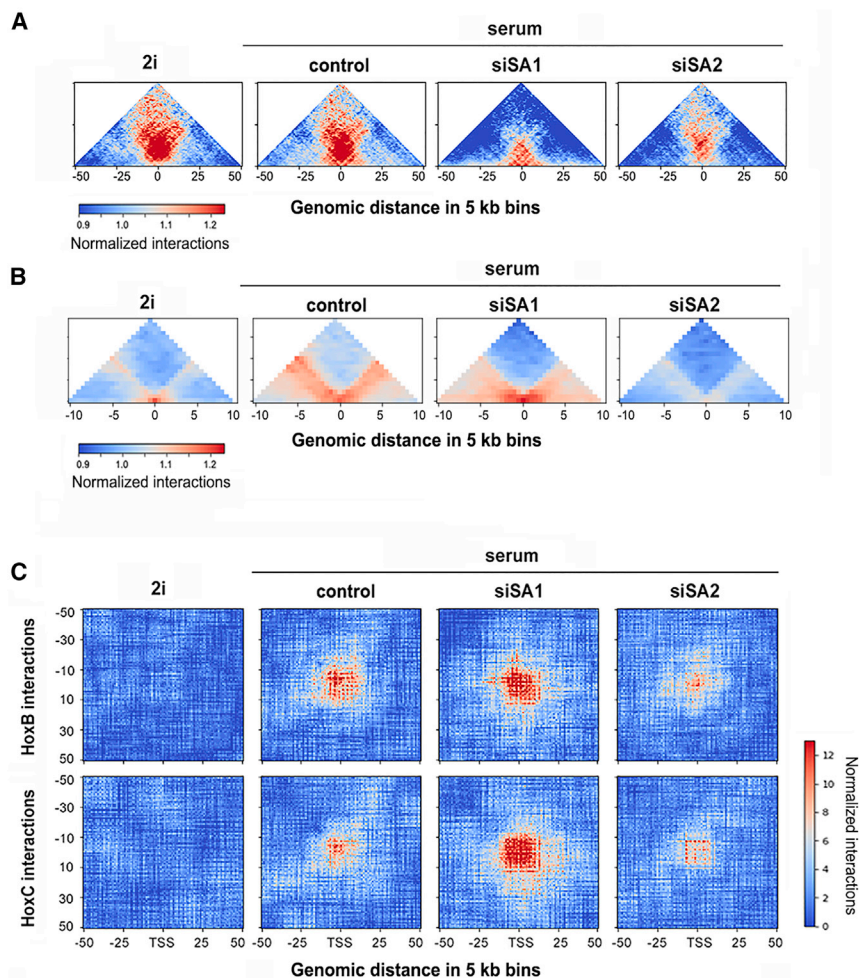 A
serum
2i control siSA1 siSA2
-50 -25 0 25 50 -50 -25 0 25 50 -50 -25 0 25 50 -50 -25 0 25 50
Genomic distance in 5 kb bins
0.9 1.0 1.1 1.2
Normalized interactions
B
serum
2i control siSA1 siSA2
-10 -5 0 5 10 -10 -5 0 5 10 -10 -5 0 5 10 -10 -5 0 5 10
Genomic distance in 5 kb bins
0.9 1.0 1.1 1.2
Normalized interactions
serum
C
2i control siSA1 siSA2
HoxB interactions
-50
-30
-10
10
30
50
HoxC interactions
-50
-30
-10
10
30
50
-50 TSS 25 50 -50 TSS 25 50 -50 TSS 25 50 -50 TSS 25 50
Genomic distance in 5 kb bins
12
10
8
6
4
2
0
Normalized interactions